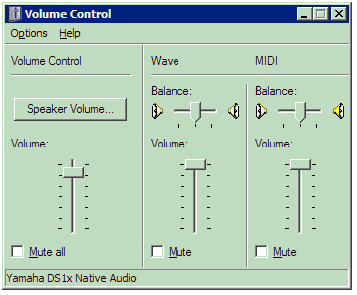 Volume Control
Options Help
Volume Control Wave MIDI
Balance: Balance:
Speaker Volume...
Volume: Volume: Volume:
Mute all Mute Mute
Yamaha DS1x Native Audio